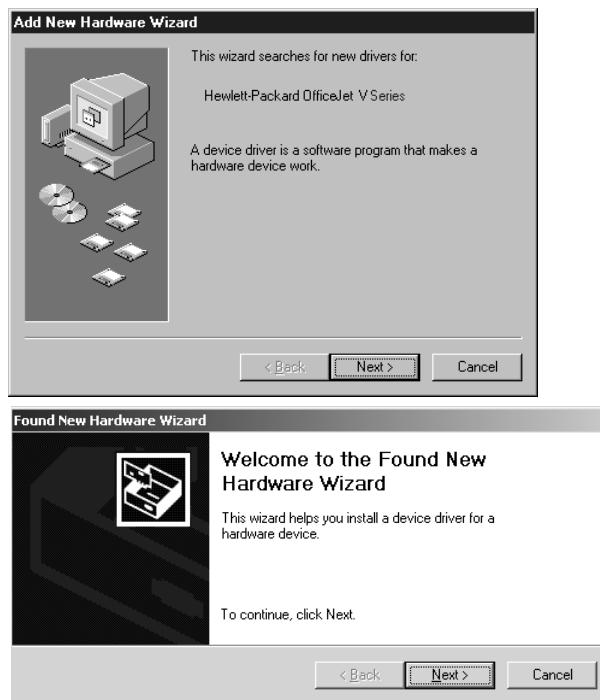 Add New Hardware Wizard
This wizard searches for new drivers for:
Hewlett-Packard OfficeJet V Series
A device driver is a software program that makes a
hardware device work.
< Back
Next >
Cancel
Found New Hardware Wizard
Welcome to the Found New
Hardware Wizard
This wizard helps you install a device driver for a
hardware device.
To continue, click Next.
< Back
Next >
Cancel